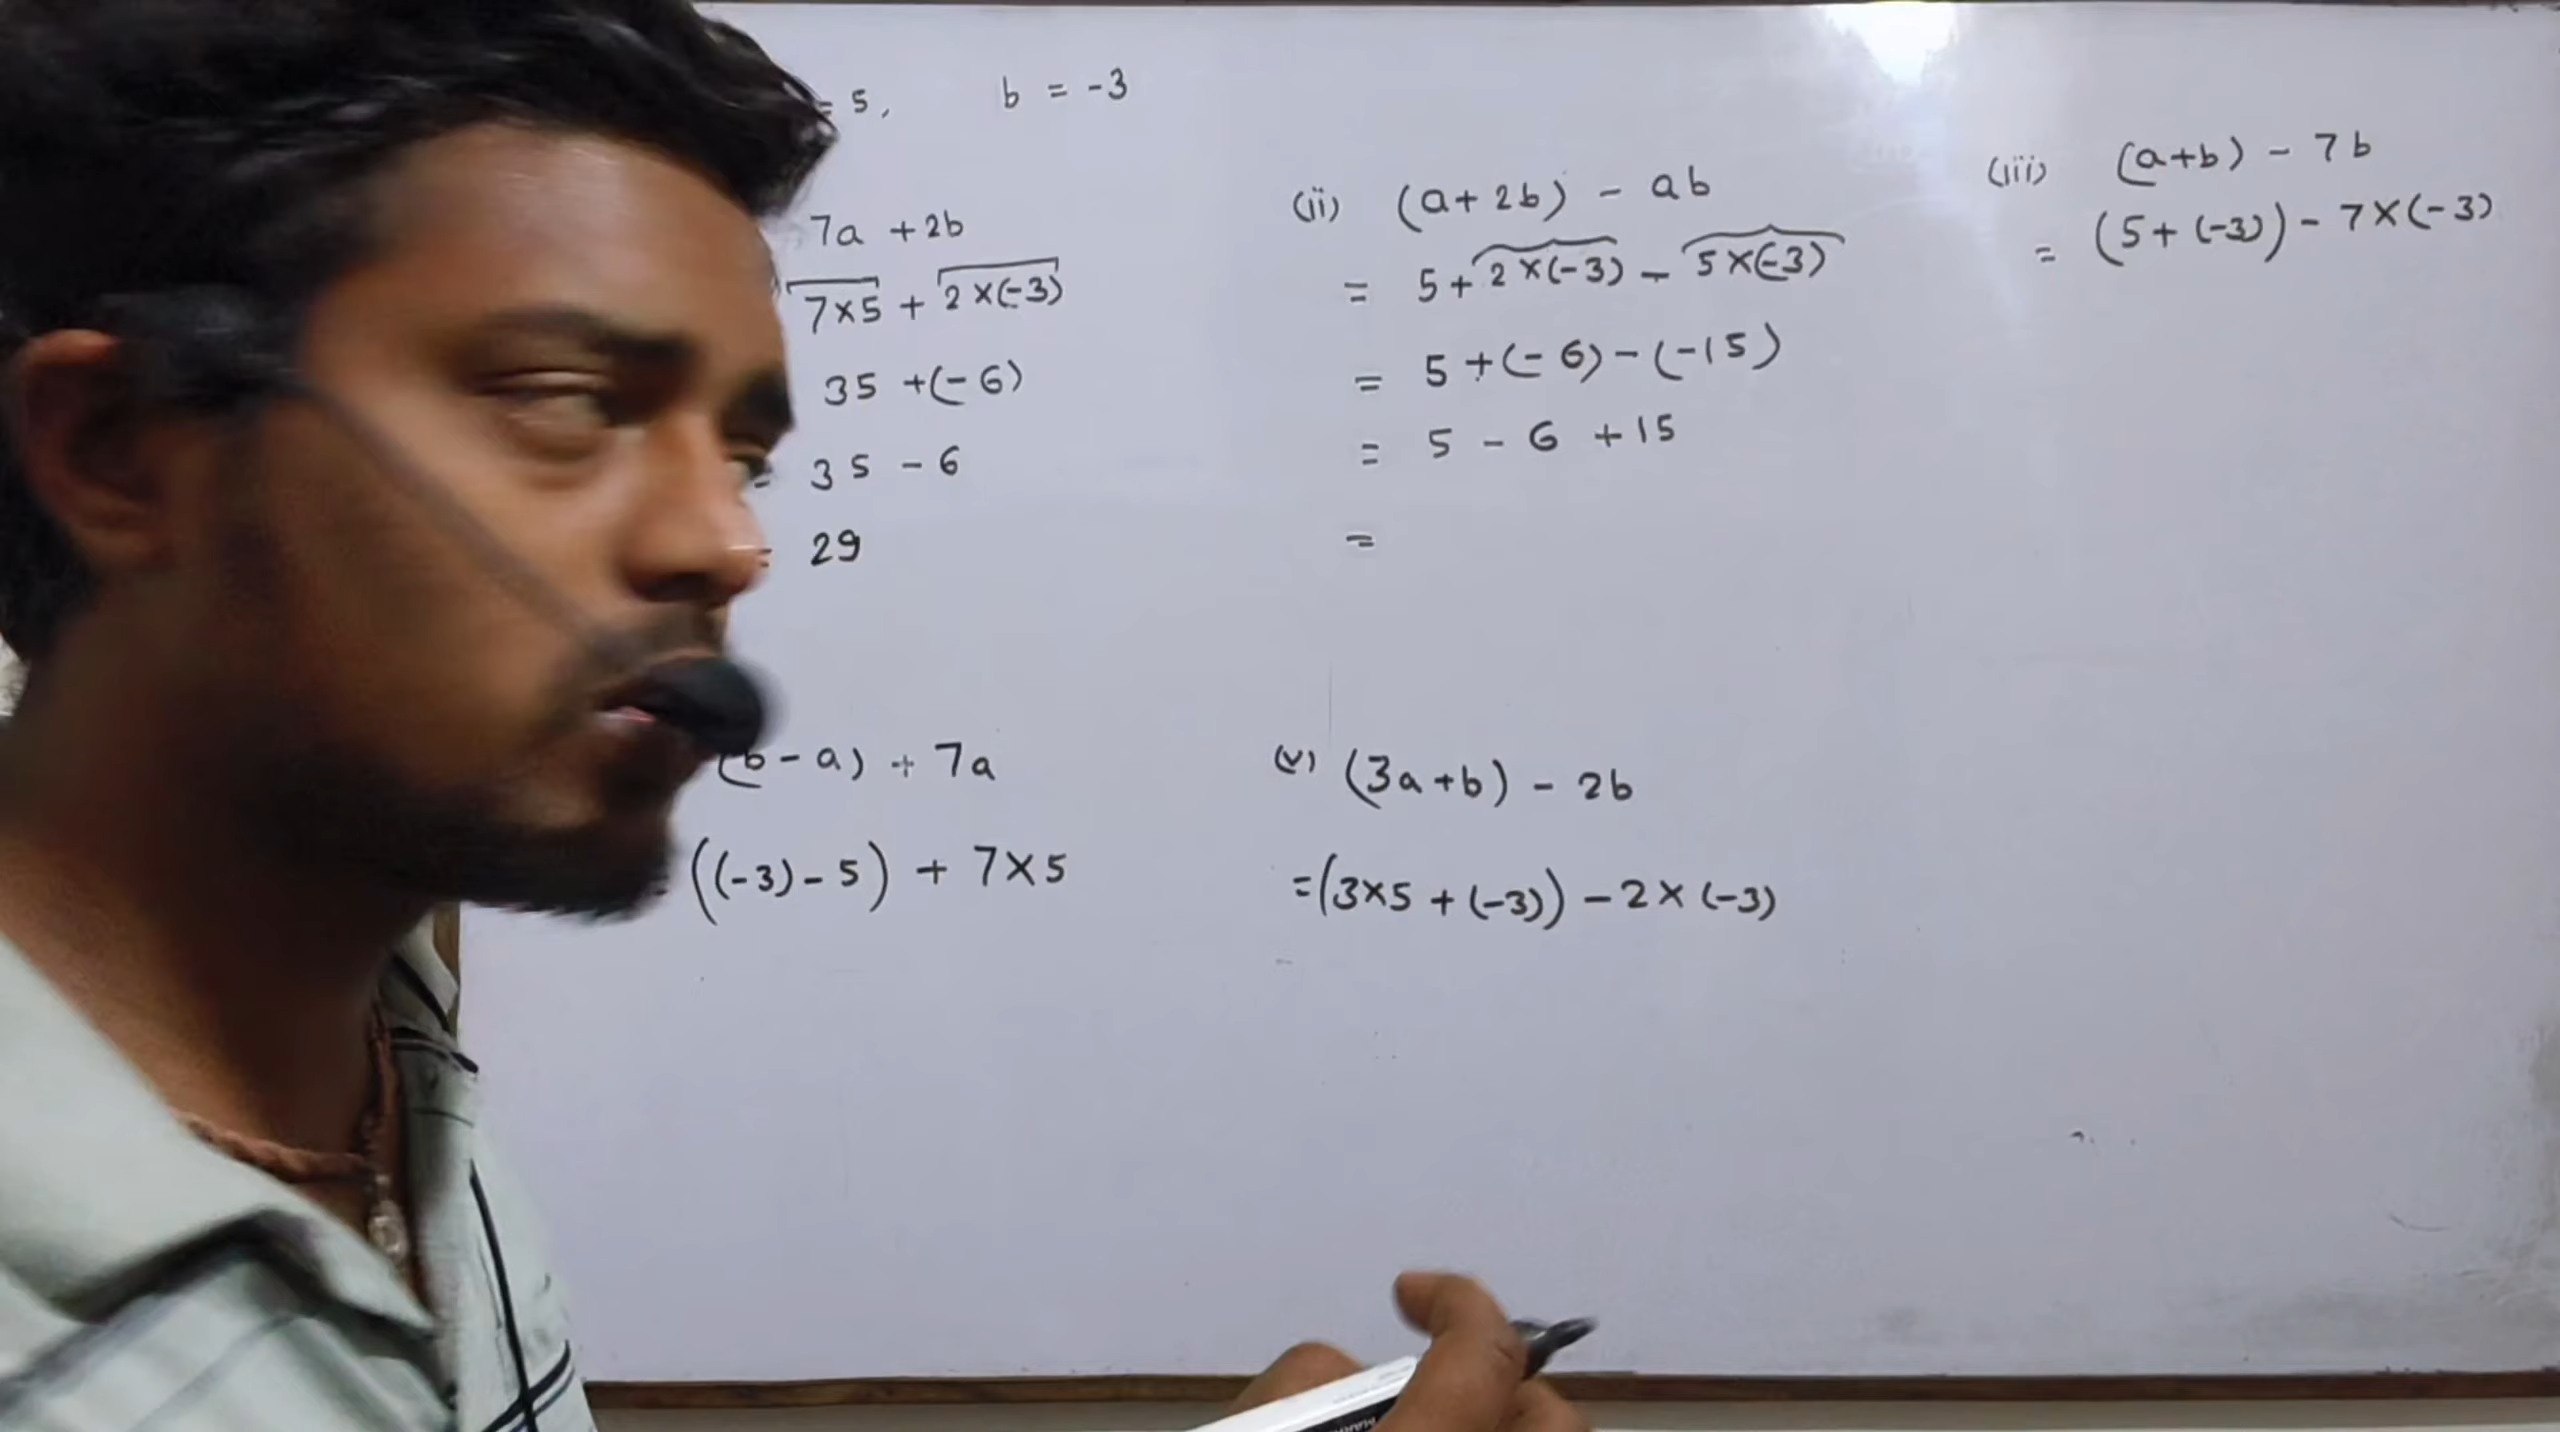 = 5, b = -3
7a + 2b
7×5 + 2×(-3)
35 +(-6)
= 35 - 6
= 29
(ii) (a+2b) - ab
= 5+2×(-3) - 5×(-3)
= 5 +(-6)-(-15)
= 5 - 6 +15
=
(iii) (a+b) - 7b
= (5+(-3)) - 7×(-3)
(b-a) + 7a
= ((-3)-5) + 7×5
(v) (3a+b) - 2b
=(3×5 + (-3)) - 2×(-3)